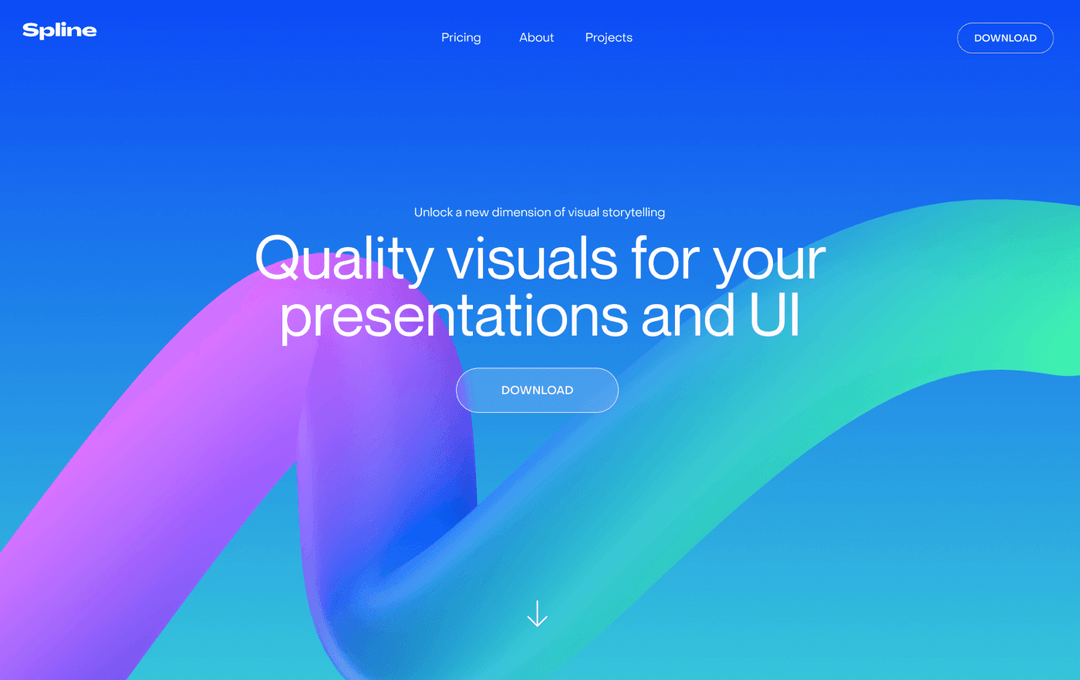 Spline
Pricing
About
Projects
DOWNLOAD
Unlock a new dimension of visual storytelling
Quality visuals for your
presentations and UI
DOWNLOAD